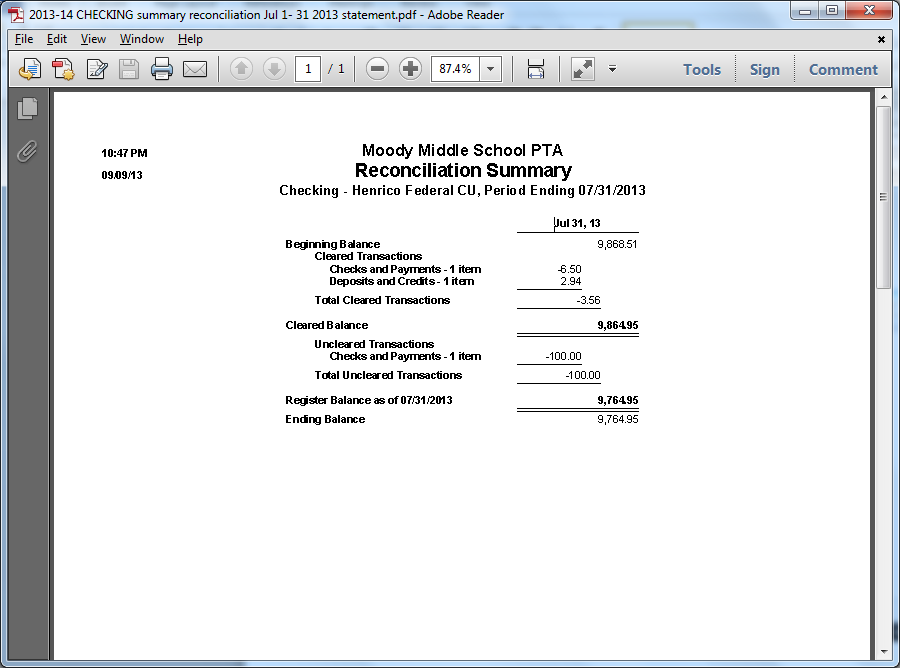 2013-14 CHECKING summary reconciliation Jul 1- 31 2013 statement.pdf - Adobe Reader
File Edit View Window Help
1 / 1 87.4% Tools Sign Comment
10:47 PM
09/09/13
Moody Middle School PTA
Reconciliation Summary
Checking - Henrico Federal CU, Period Ending 07/31/2013
Jul 31, 13
Beginning Balance 9,868.51
Cleared Transactions
Checks and Payments - 1 item -6.50
Deposits and Credits - 1 item 2.94
Total Cleared Transactions -3.56
Cleared Balance 9,864.95
Uncleared Transactions
Checks and Payments - 1 item -100.00
Total Uncleared Transactions -100.00
Register Balance as of 07/31/2013 9,764.95
Ending Balance 9,764.95